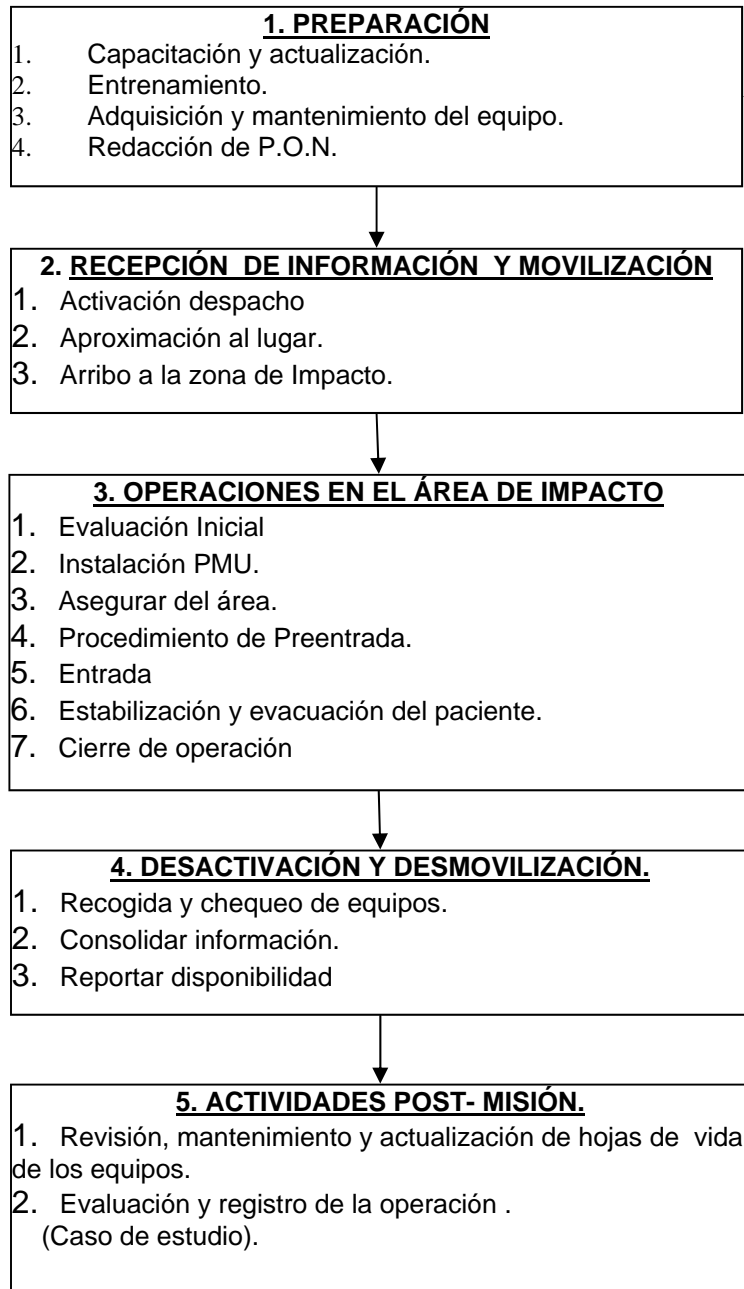 1. PREPARACIÓN
1. Capacitación y actualización.
2. Entrenamiento.
3. Adquisición y mantenimiento del equipo.
4. Redacción de P.O.N.
2. RECEPCIÓN DE INFORMACIÓN Y MOVILIZACIÓN
1. Activación despacho
2. Aproximación al lugar.
3. Arribo a la zona de Impacto.
3. OPERACIONES EN EL ÁREA DE IMPACTO
1. Evaluación Inicial
2. Instalación PMU.
3. Asegurar del área.
4. Procedimiento de Preentrada.
5. Entrada
6. Estabilización y evacuación del paciente.
7. Cierre de operación
4. DESACTIVACIÓN Y DESMOVILIZACIÓN.
1. Recogida y chequeo de equipos.
2. Consolidar información.
3. Reportar disponibilidad
5. ACTIVIDADES POST- MISIÓN.
1. Revisión, mantenimiento y actualización de hojas de vida
de los equipos.
2. Evaluación y registro de la operación .
(Caso de estudio).